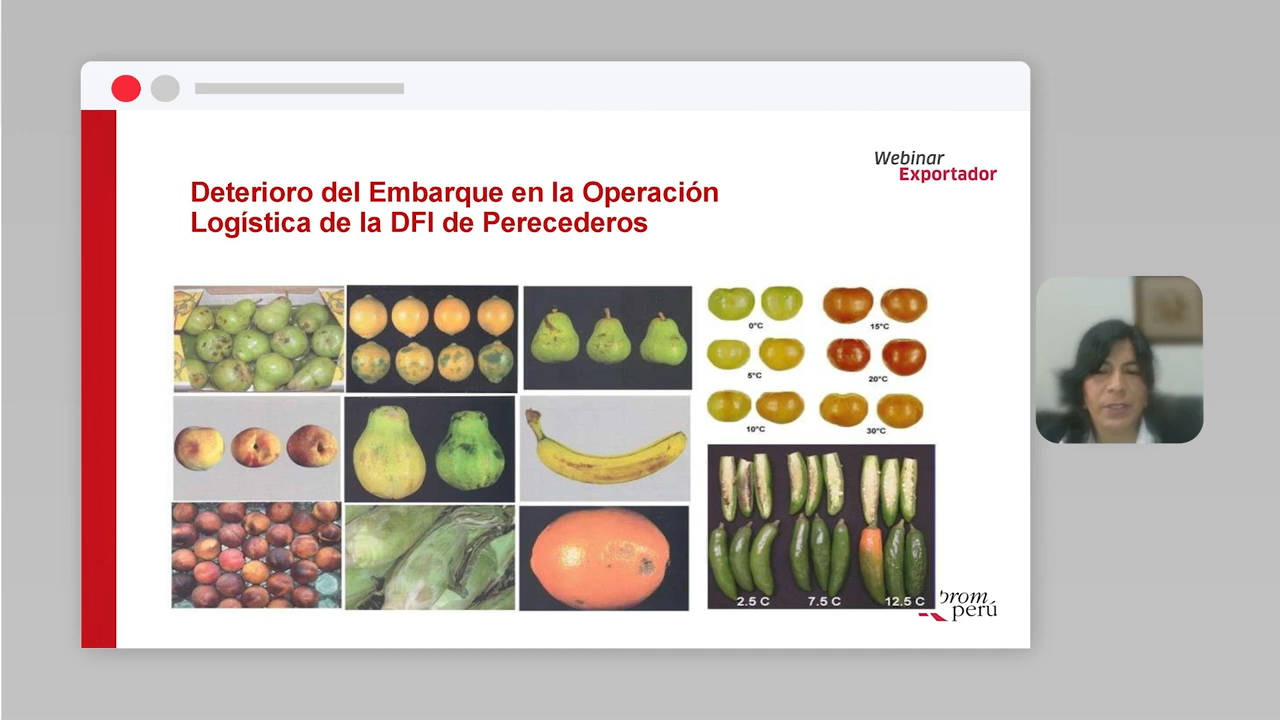 Webinar
Exportador
Deterioro del Embarque en la Operación
Logística de la DFI de Perecederos
0°C
15°C
5°C
20°C
10°C
30°C
2.5 C 7.5 C 12.5 C
prom
perú